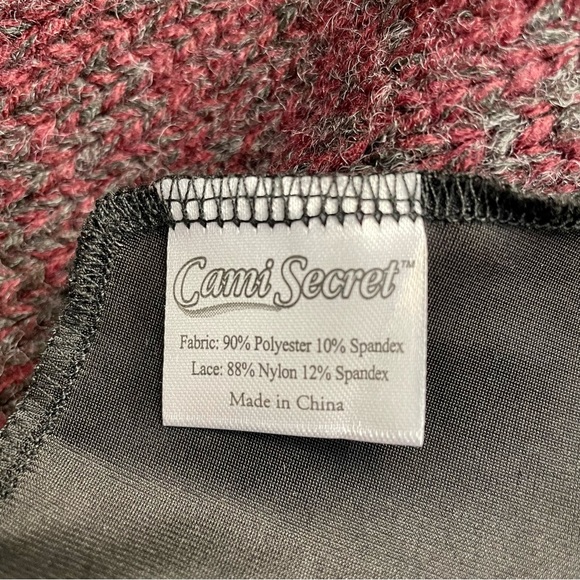 Cami Secret™
Fabric: 90% Polyester 10% Spandex
Lace: 88% Nylon 12% Spandex
Made in China